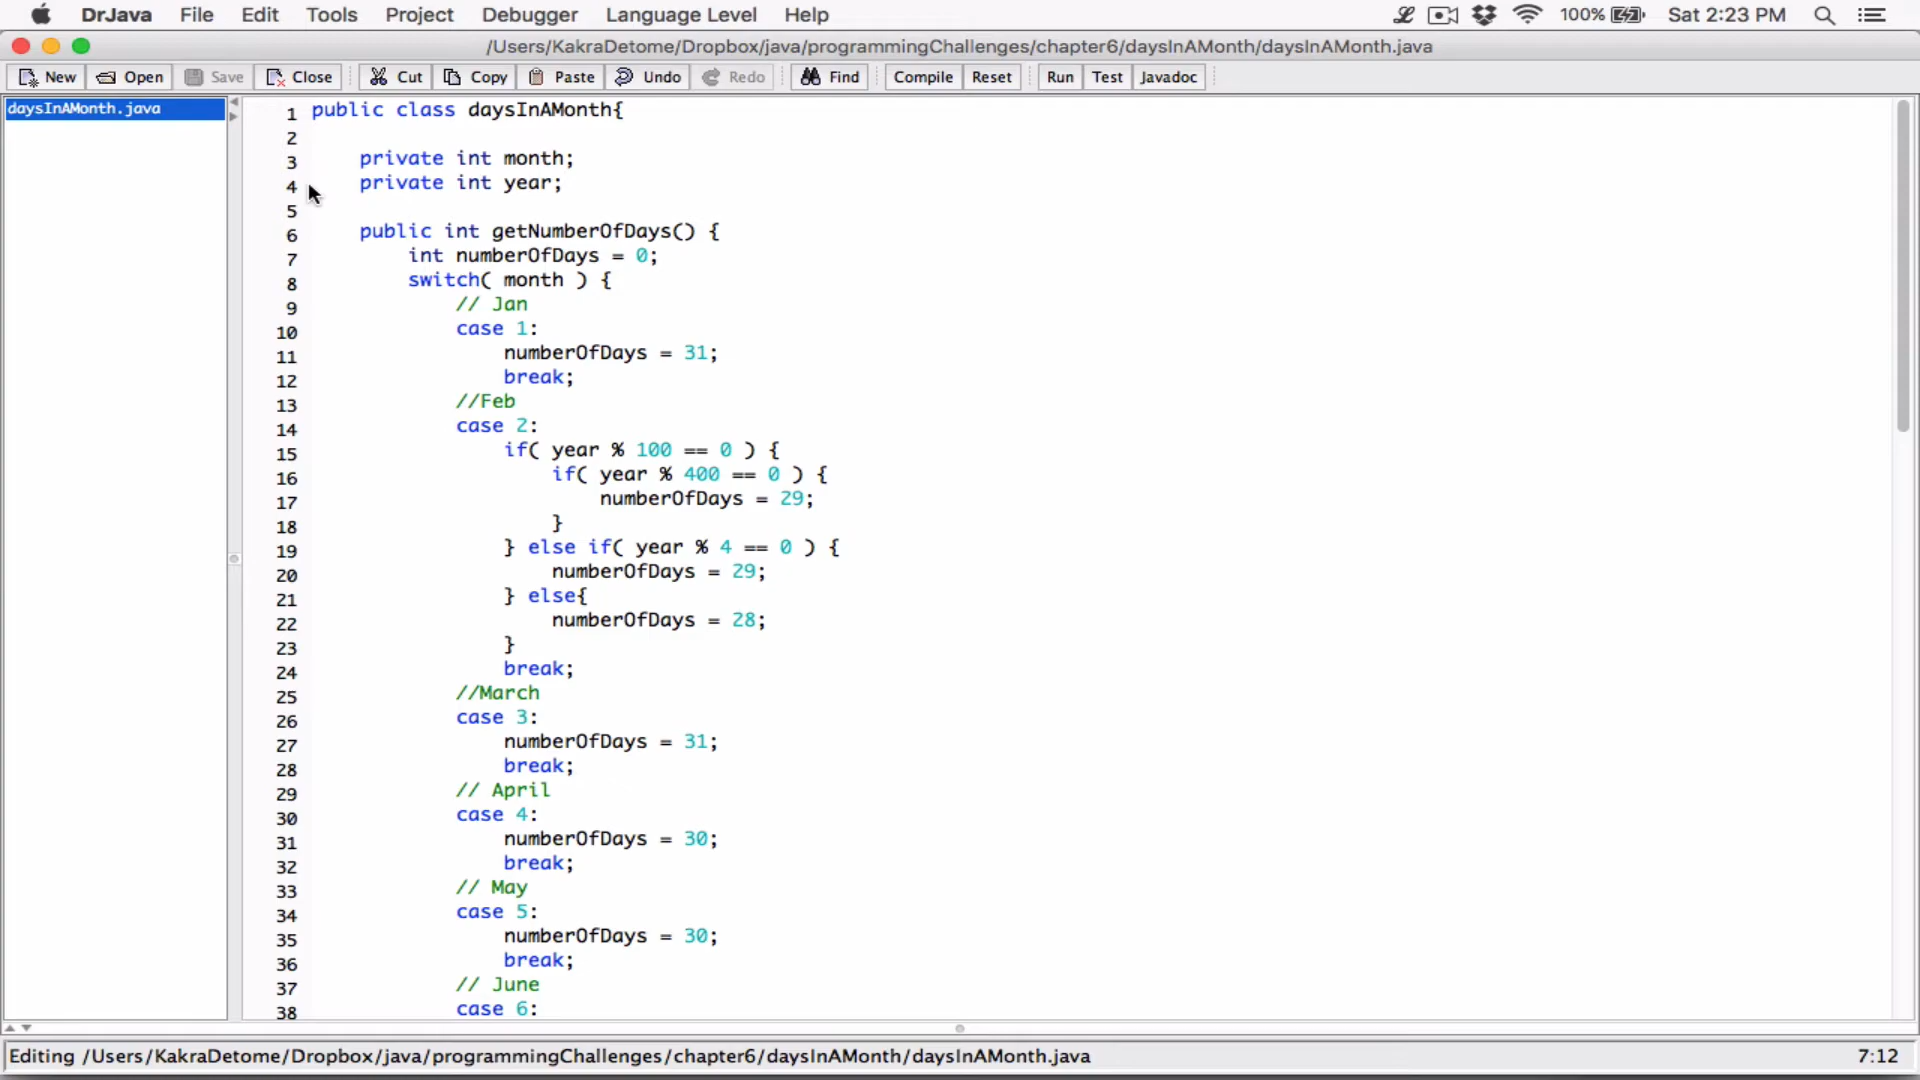 DrJava File Edit Tools Project Debugger Language Level Help 100% Sat 2:23 PM
/Users/KakraDetome/Dropbox/java/programmingChallenges/chapter6/daysInAMonth/daysInAMonth.java
New Open Save Close Cut Copy Paste Undo Redo Find Compile Reset Run Test Javadoc
daysInAMonth.java
1 public class daysInAMonth{
2
3 private int month;
4 private int year;
5
6 public int getNumberOfDays() {
7 int numberOfDays = 0;
8 switch( month ) {
9 // Jan
10 case 1:
11 numberOfDays = 31;
12 break;
13 //Feb
14 case 2:
15 if( year % 100 == 0 ) {
16 if( year % 400 == 0 ) {
17 numberOfDays = 29;
18 }
19 } else if( year % 4 == 0 ) {
20 numberOfDays = 29;
21 } else{
22 numberOfDays = 28;
23 }
24 break;
25 //March
26 case 3:
27 numberOfDays = 31;
28 break;
29 // April
30 case 4:
31 numberOfDays = 30;
32 break;
33 // May
34 case 5:
35 numberOfDays = 30;
36 break;
37 // June
38 case 6:
Editing /Users/KakraDetome/Dropbox/java/programmingChallenges/chapter6/daysInAMonth/daysInAMonth.java 7:12